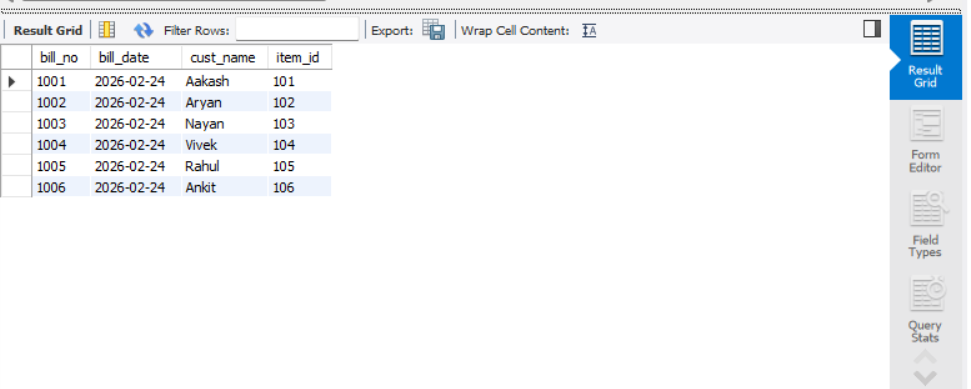 Result Grid Filter Rows: Export: Wrap Cell Content:
bill_no bill_date cust_name item_id
1001 2026-02-24 Aakash 101
1002 2026-02-24 Aryan 102
1003 2026-02-24 Nayan 103
1004 2026-02-24 Vivek 104
1005 2026-02-24 Rahul 105
1006 2026-02-24 Ankit 106
Result
Grid
Form
Editor
Field
Types
Query
Stats